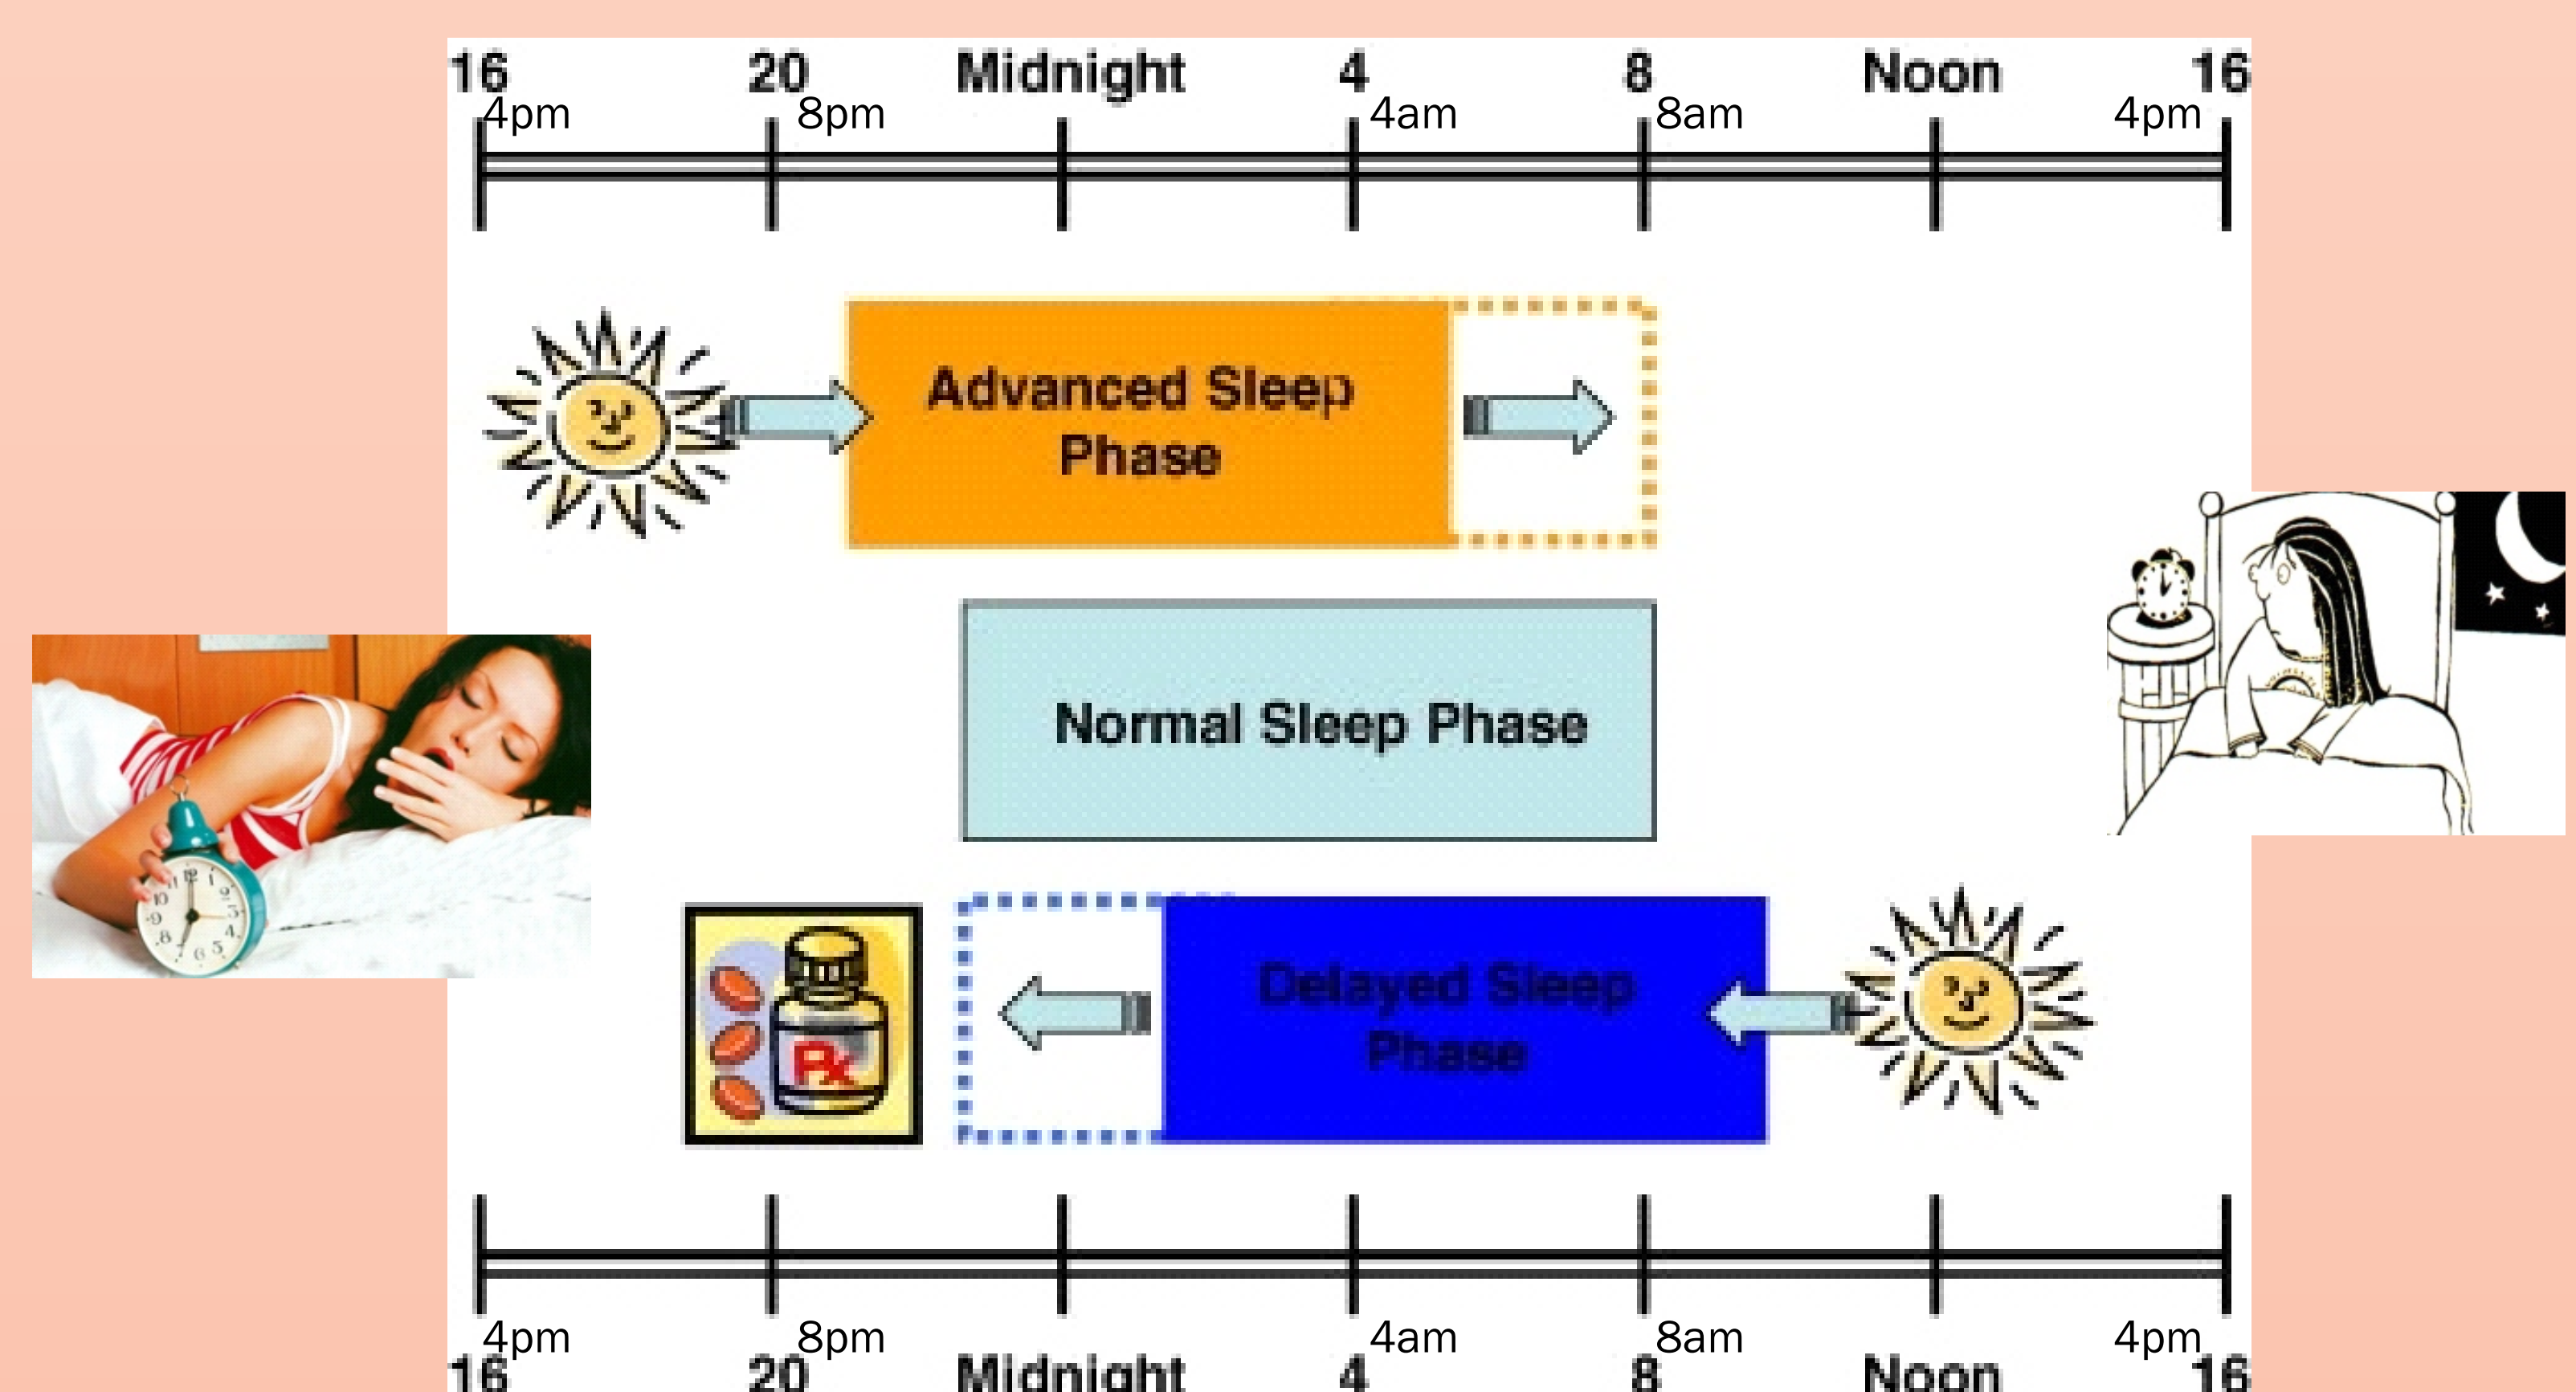 16 20 Midnight 4 8 Noon 16
4pm 8pm 4am 8am 4pm
Advanced Sleep
Phase
Normal Sleep Phase
Delayed Sleep
Phase
Rx
4pm 8pm 4am 8am 4pm
16 20 Midnight 4 8 Noon 16